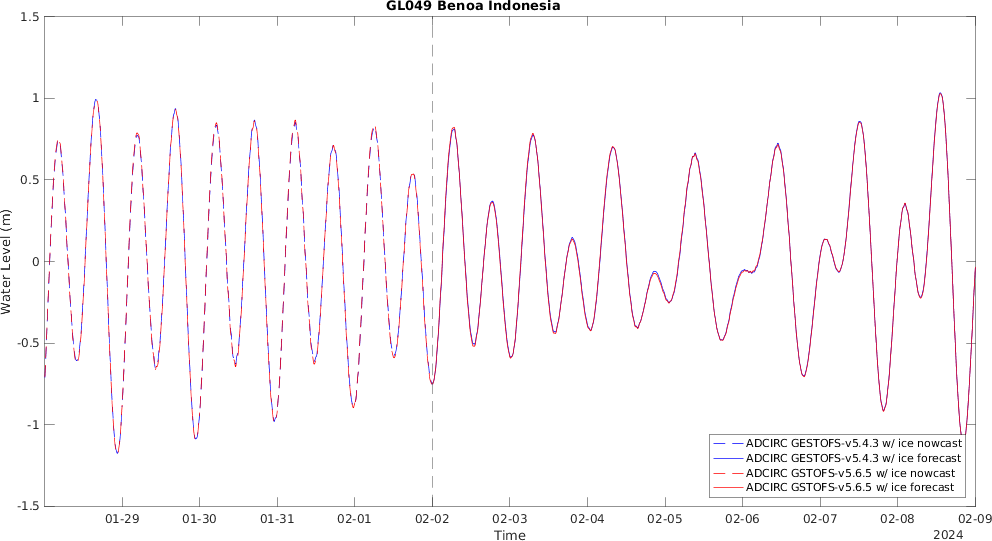 GL049 Benoa Indonesia
1.5
1
0.5
0
-0.5
-1
-1.5
Water Level (m)
01-29 01-30 01-31 02-01 02-02 02-03 02-04 02-05 02-06 02-07 02-08 02-09
Time
2024
ADCIRC GESTOFS-v5.4.3 w/ ice nowcast
ADCIRC GESTOFS-v5.4.3 w/ ice forecast
ADCIRC GSTOFS-v5.6.5 w/ ice nowcast
ADCIRC GSTOFS-v5.6.5 w/ ice forecast